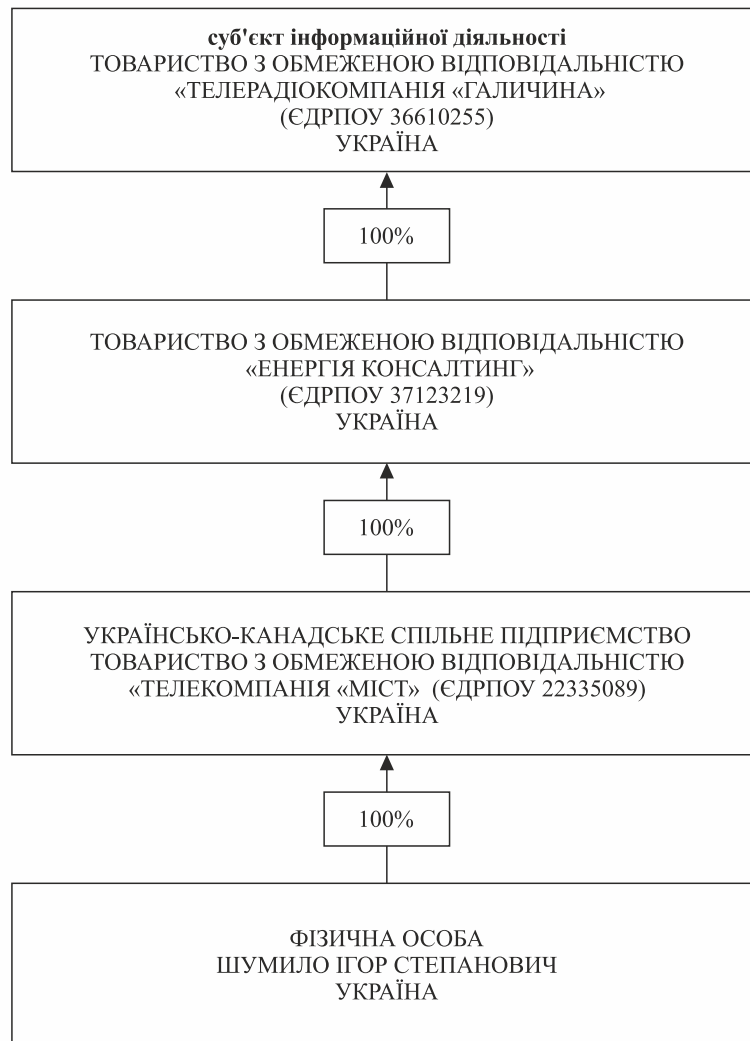 суб'єкт інформаційної діяльності
ТОВАРИСТВО З ОБМЕЖЕНОЮ ВІДПОВІДАЛЬНІСТЮ
«ТЕЛЕРАДІОКОМПАНІЯ «ГАЛИЧИНА»
(ЄДРПОУ 36610255)
УКРАЇНА
100%
ТОВАРИСТВО З ОБМЕЖЕНОЮ ВІДПОВІДАЛЬНІСТЮ
«ЕНЕРГІЯ КОНСАЛТИНГ»
(ЄДРПОУ 37123219)
УКРАЇНА
100%
УКРАЇНСЬКО-КАНАДСЬКЕ СПІЛЬНЕ ПІДПРИЄМСТВО
ТОВАРИСТВО З ОБМЕЖЕНОЮ ВІДПОВІДАЛЬНІСТЮ
«ТЕЛЕКОМПАНІЯ «МІСТ» (ЄДРПОУ 22335089)
УКРАЇНА
100%
ФІЗИЧНА ОСОБА
ШУМИЛО ІГОР СТЕПАНОВИЧ
УКРАЇНА